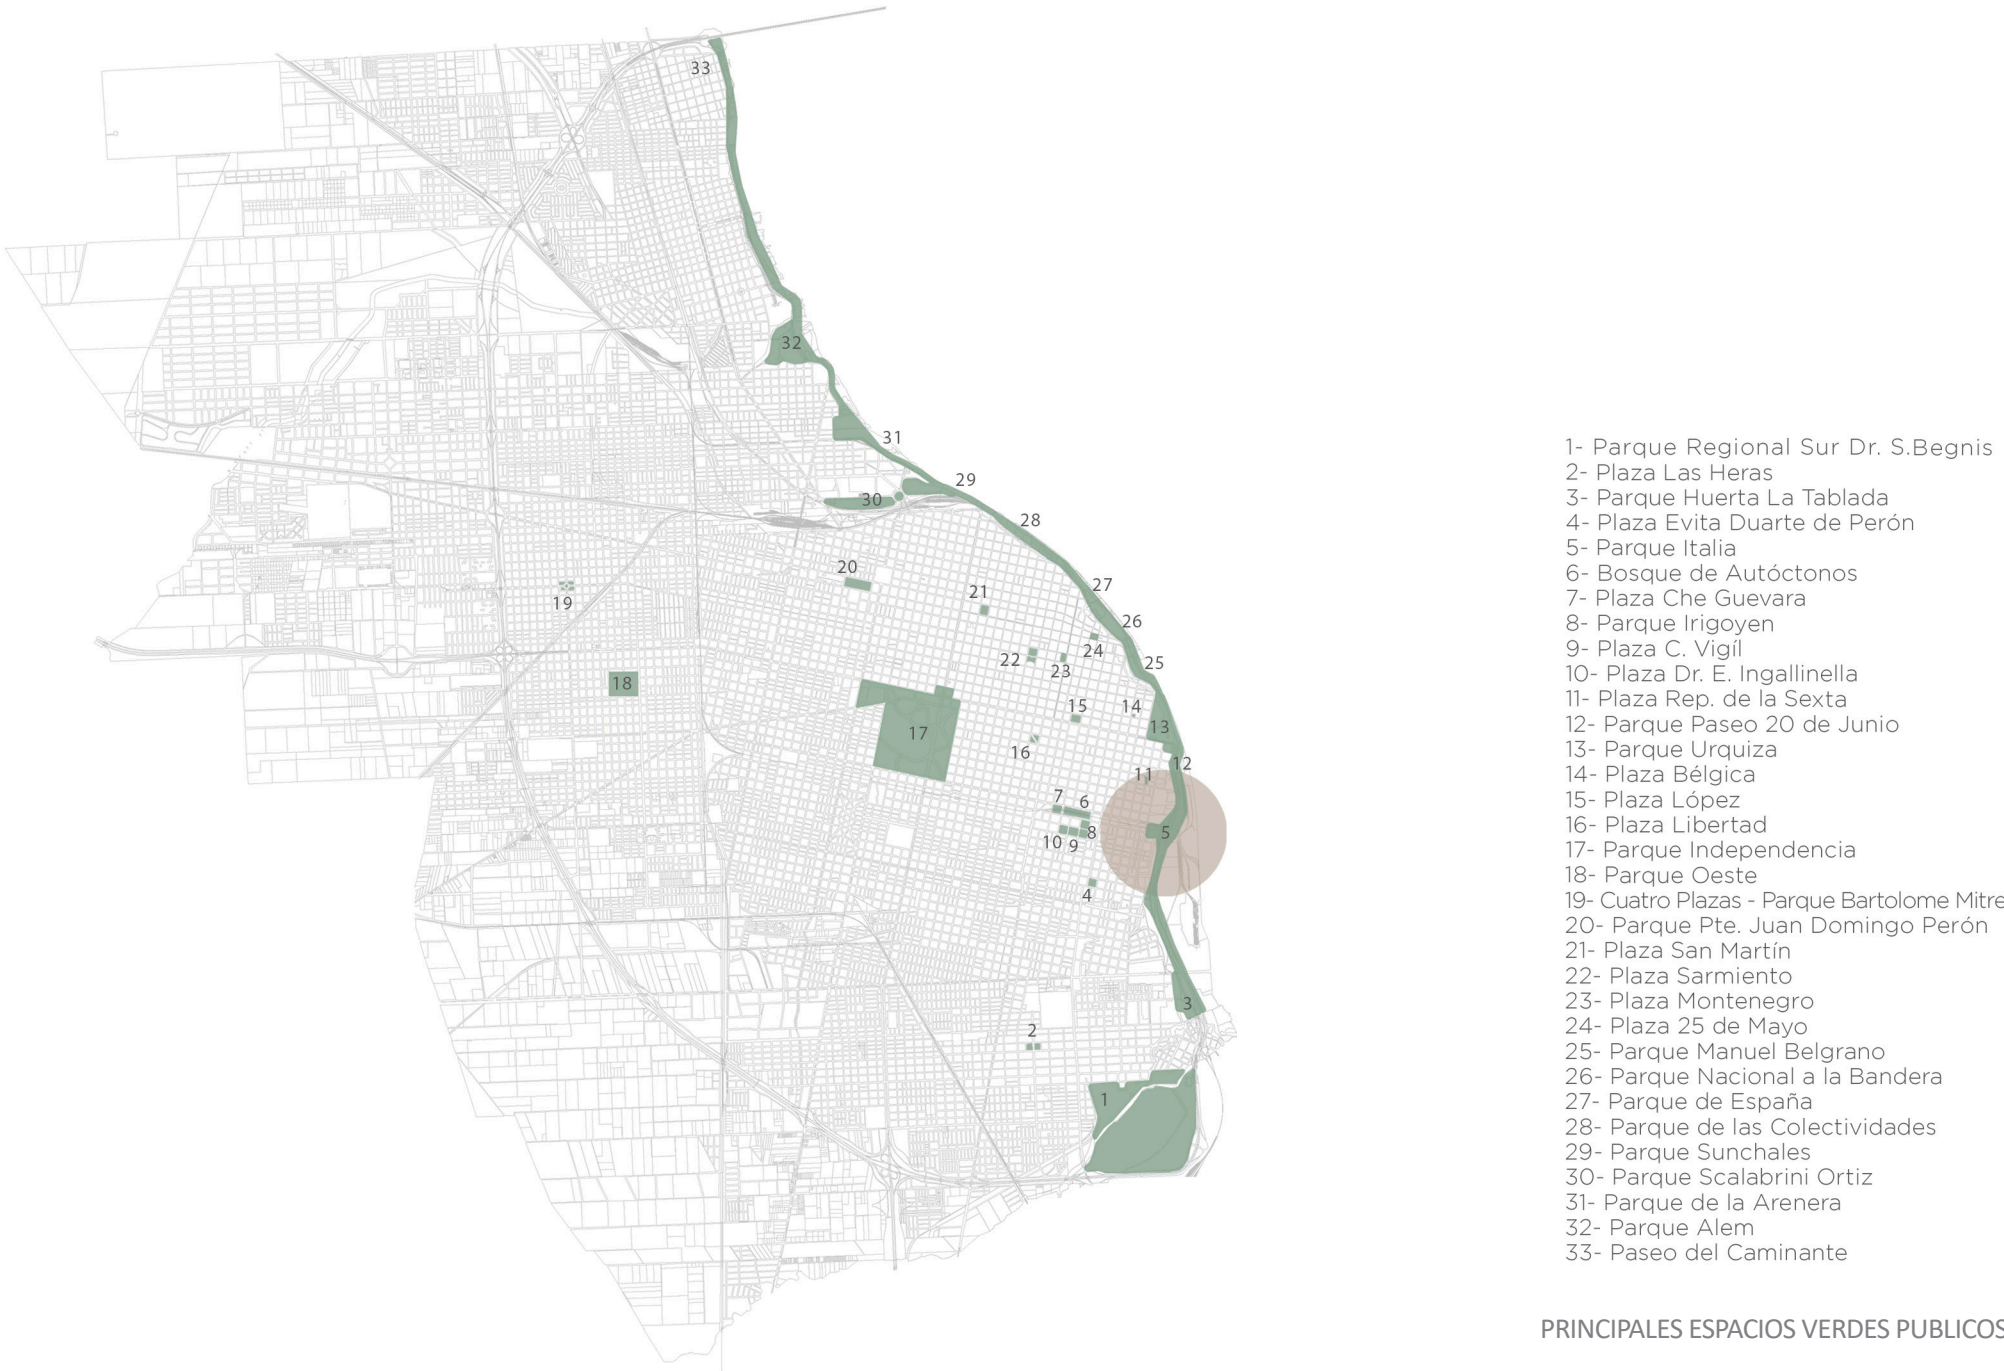 33
32
31
29
30
28
20
27
21
19
26
24
22
23
25
18
14
15
13
17
16
12
11
7
6
5
8
10
9
4
3
2
1
1- Parque Regional Sur Dr. S.Begnis
2- Plaza Las Heras
3- Parque Huerta La Tablada
4- Plaza Evita Duarte de Perón
5- Parque Italia
6- Bosque de Autóctonos
7- Plaza Che Guevara
8- Parque Irigoyen
9- Plaza C. Vigíl
10- Plaza Dr. E. Ingallinella
11- Plaza Rep. de la Sexta
12- Parque Paseo 20 de Junio
13- Parque Urquiza
14- Plaza Bélgica
15- Plaza López
16- Plaza Libertad
17- Parque Independencia
18- Parque Oeste
19- Cuatro Plazas - Parque Bartolome Mitre
20- Parque Pte. Juan Domingo Perón
21- Plaza San Martín
22- Plaza Sarmiento
23- Plaza Montenegro
24- Plaza 25 de Mayo
25- Parque Manuel Belgrano
26- Parque Nacional a la Bandera
27- Parque de España
28- Parque de las Colectividades
29- Parque Sunchales
30- Parque Scalabrini Ortiz
31- Parque de la Arenera
32- Parque Alem
33- Paseo del Caminante
PRINCIPALES ESPACIOS VERDES PUBLICOS